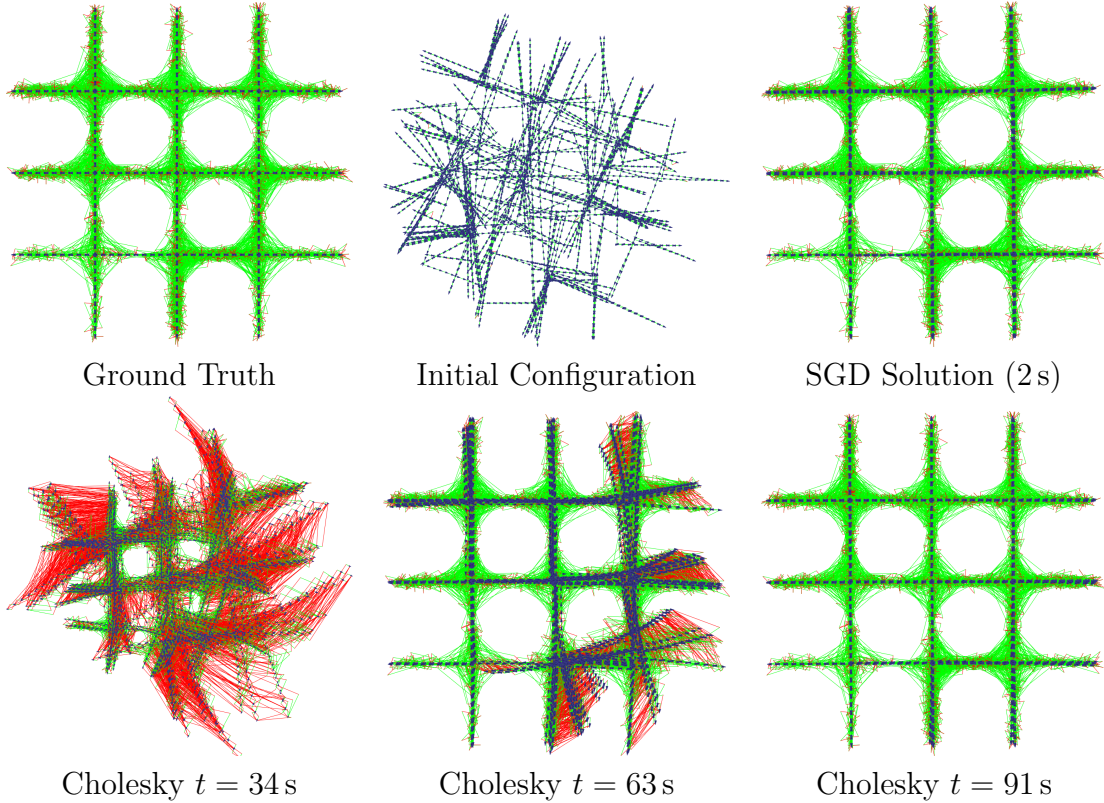 Ground Truth
Initial Configuration
SGD Solution (2 s)
Cholesky t = 34 s
Cholesky t = 63 s
Cholesky t = 91 s